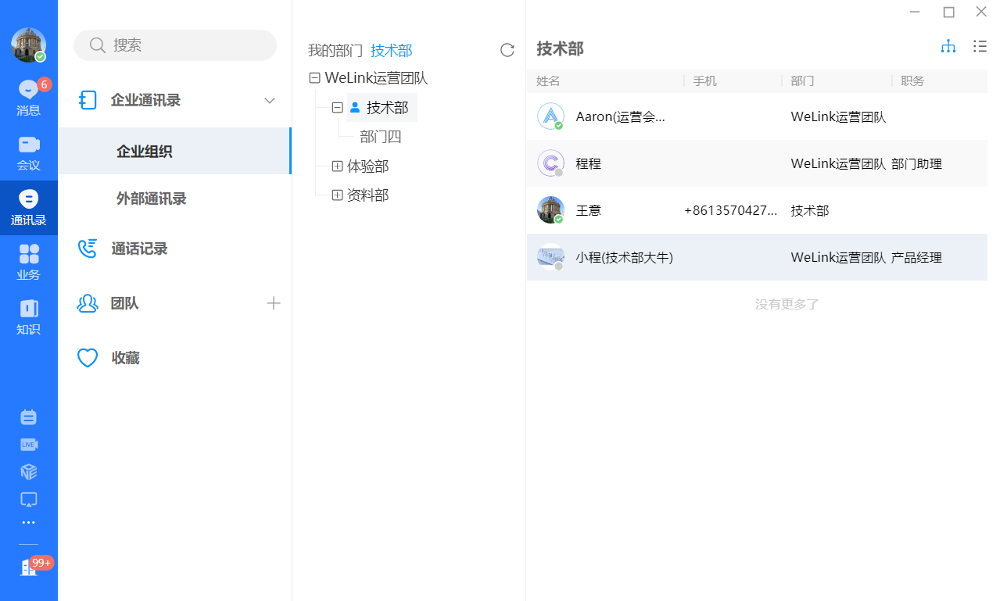 6
消息
会议
通讯录
业务
知识
LIVE
99+
搜索
企业通讯录
企业组织
外部通讯录
通话记录
团队
收藏
我的部门 技术部
WeLink运营团队
技术部
部门四
体验部
资料部
技术部
姓名 手机 部门 职务
Aaron(运营会... WeLink运营团队
程程 WeLink运营团队 部门助理
王意 +8613570427... 技术部
小程(技术部大牛) WeLink运营团队 产品经理
没有更多了